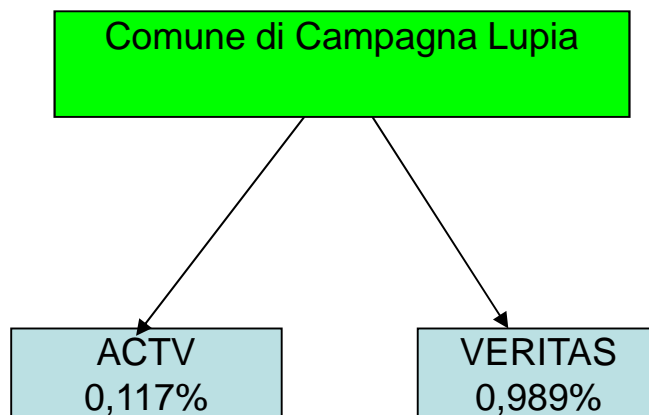 Comune di Campagna Lupia
ACTV
0,117%
VERITAS
0,989%